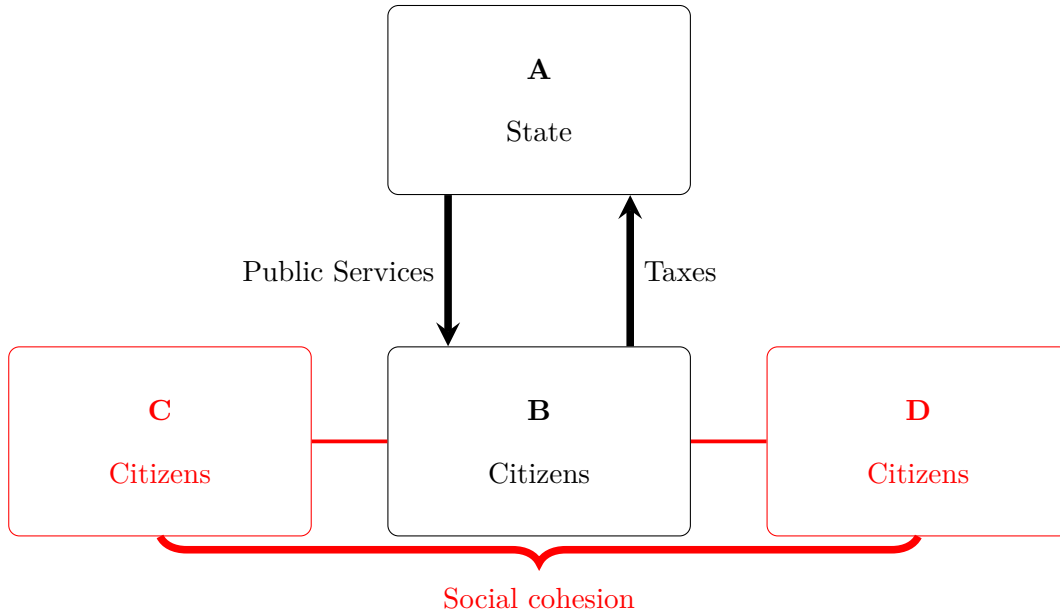 A
State
Public Services
Taxes
C
B
D
Citizens
Citizens
Citizens
Social cohesion